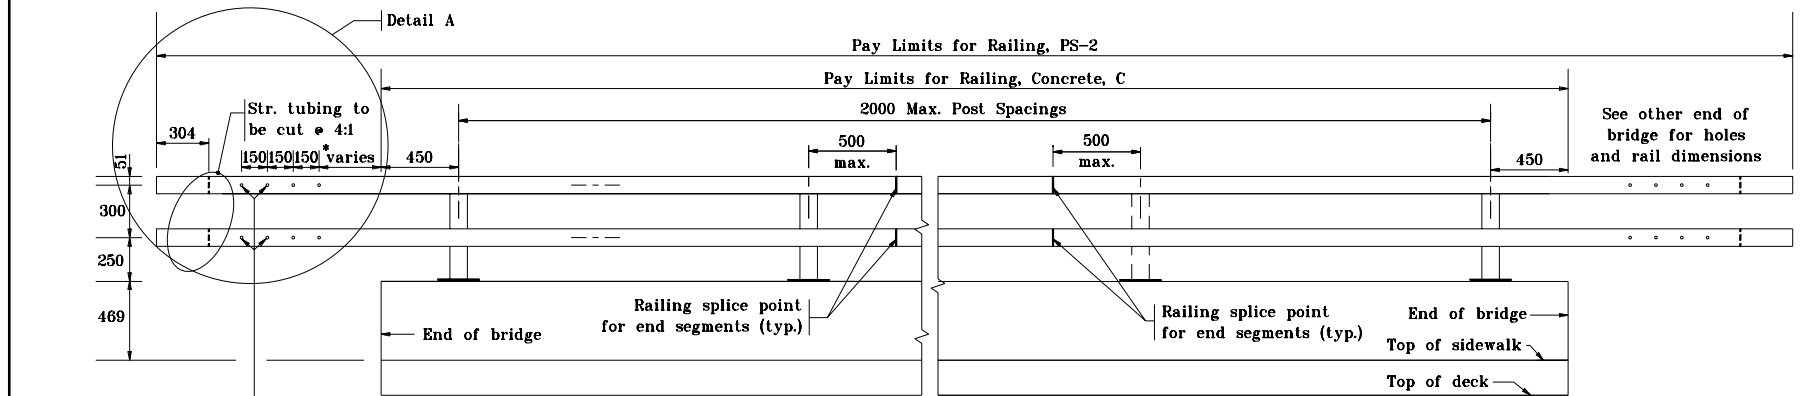 Detail A
Pay Limits for Railing, PS-2
Pay Limits for Railing, Concrete, C
Str. tubing to
be cut @ 4:1
2000 Max. Post Spacings
See other end of
bridge for holes
and rail dimensions
304
500
max.
500
max.
51
150 150 150 * varies
450
450
300
250
469
Railing splice point
for end segments (typ.)
Railing splice point
for end segments (typ.)
End of bridge
End of bridge
Top of sidewalk
Top of deck